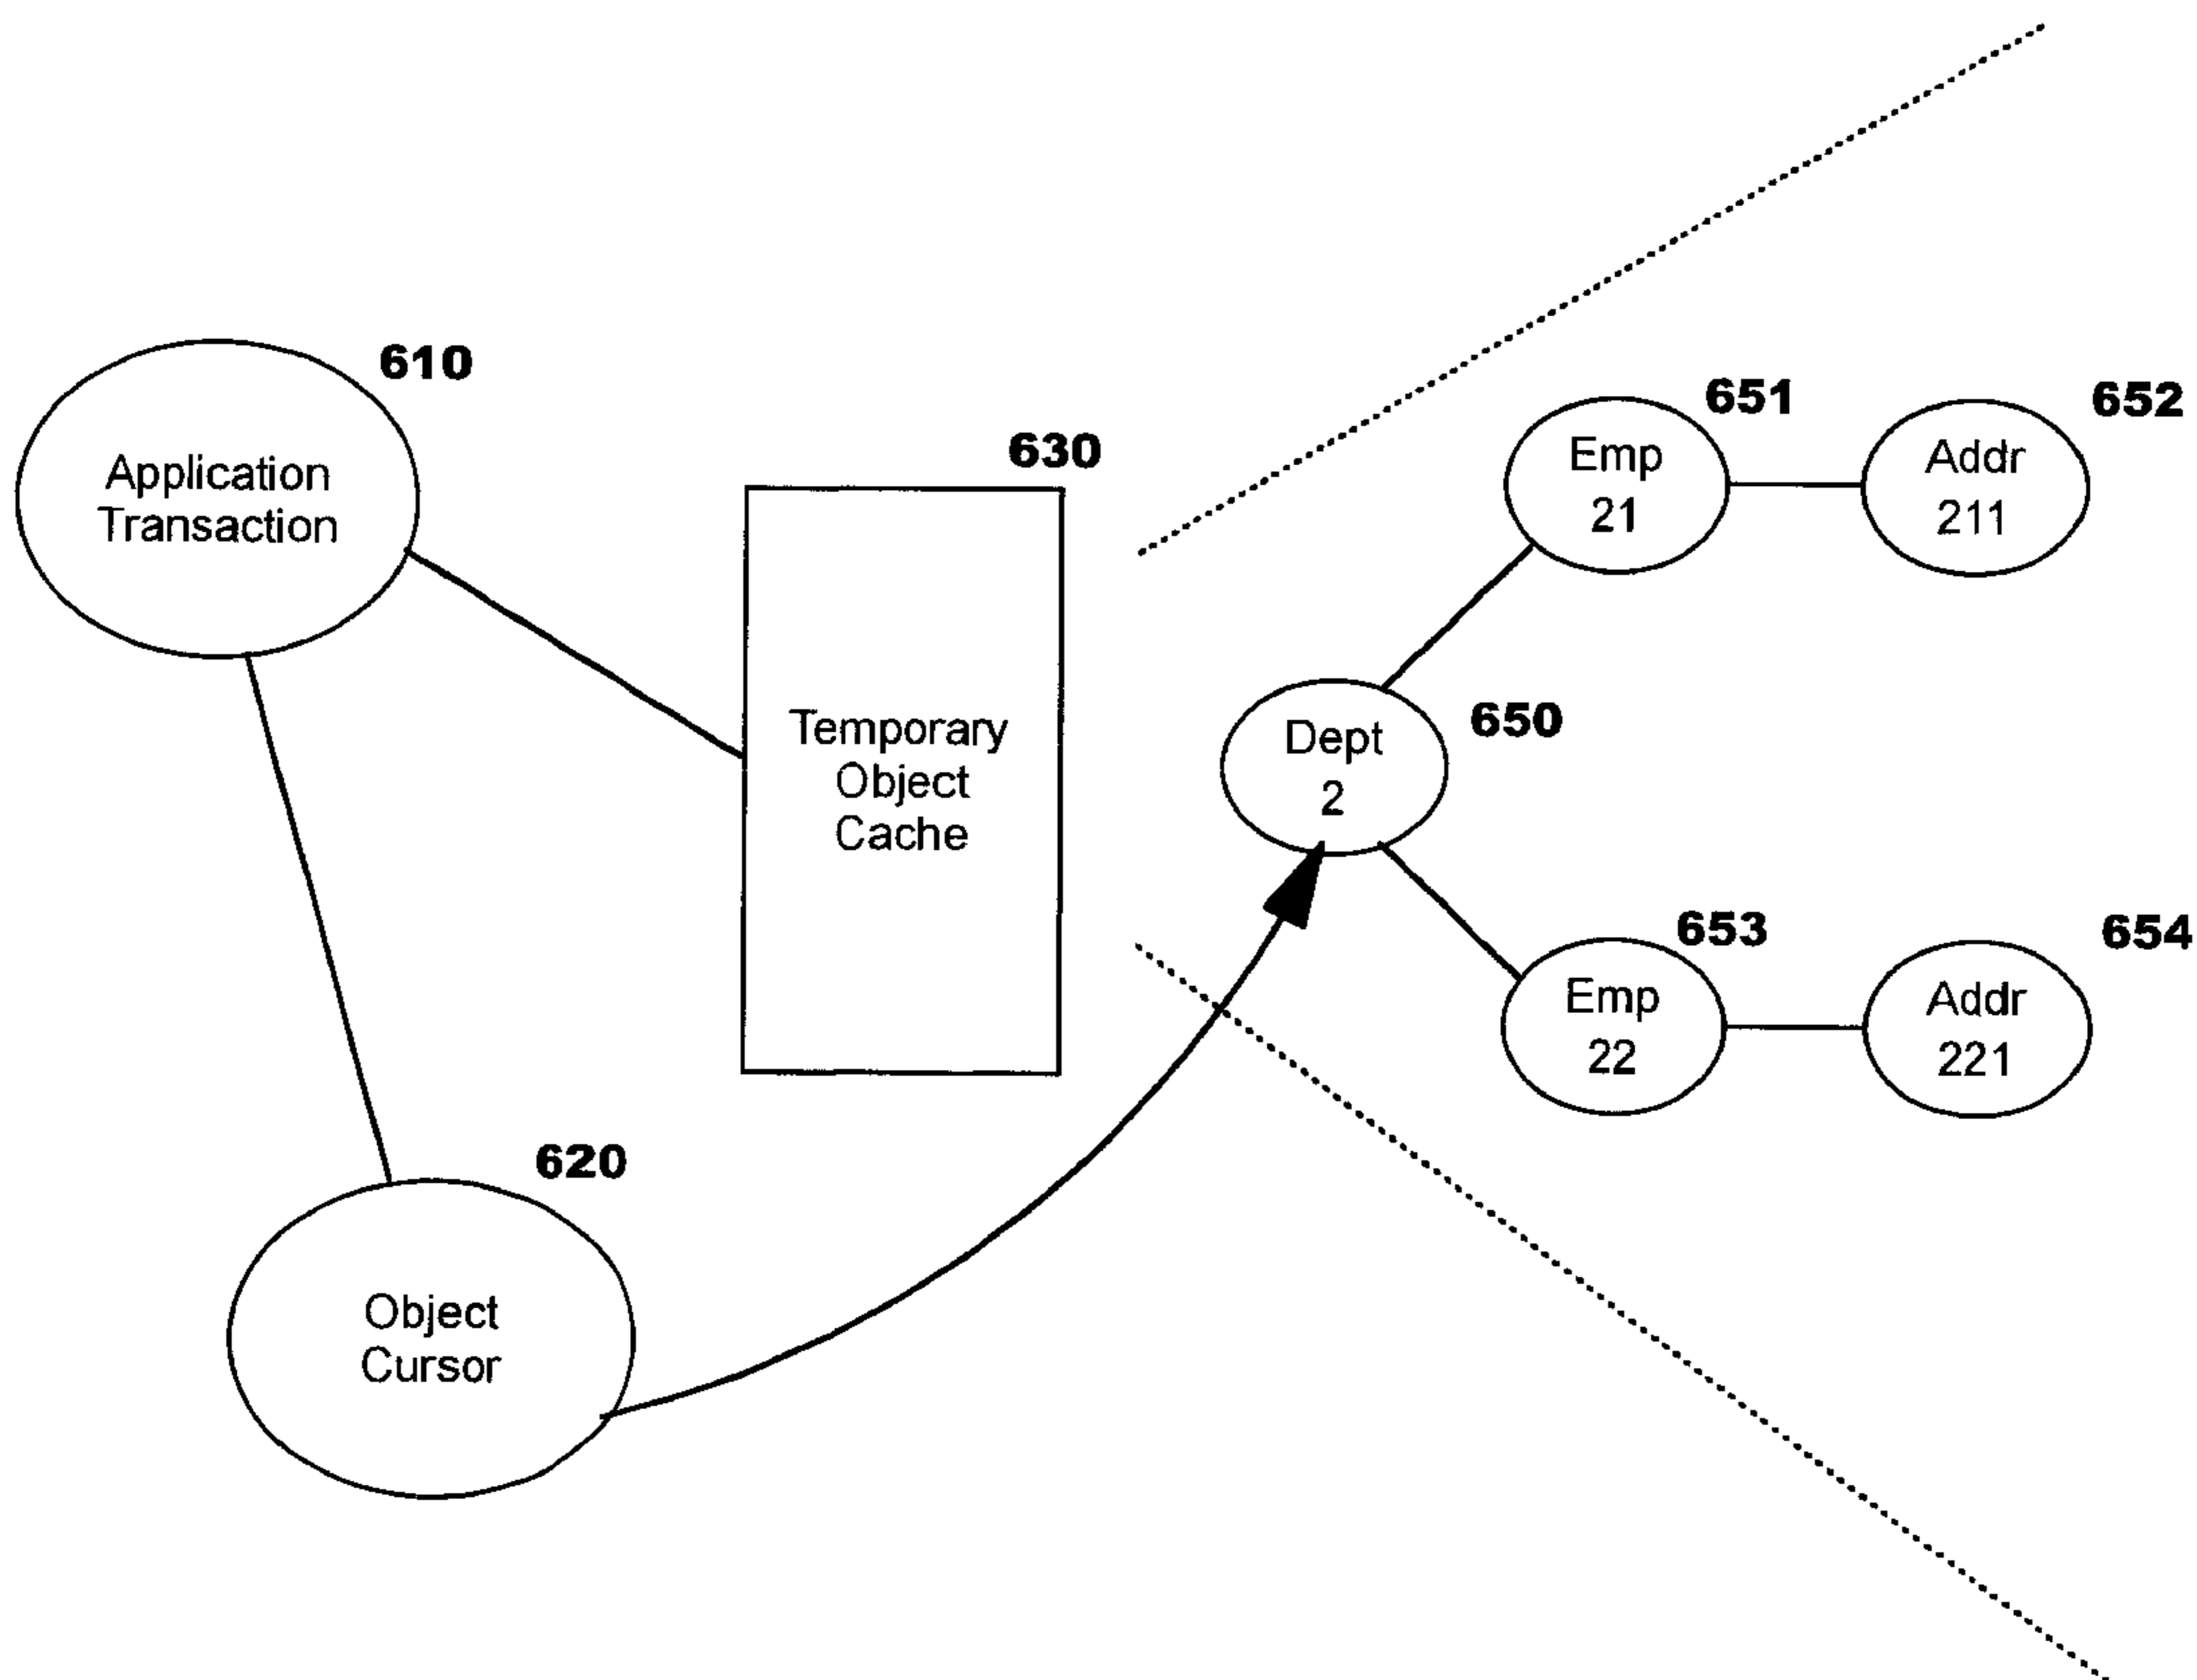 610
Application
Transaction
630
Temporary
Object
Cache
620
Object
Cursor
651
Emp
21
652
Addr
211
650
Dept
2
653
Emp
22
654
Addr
221